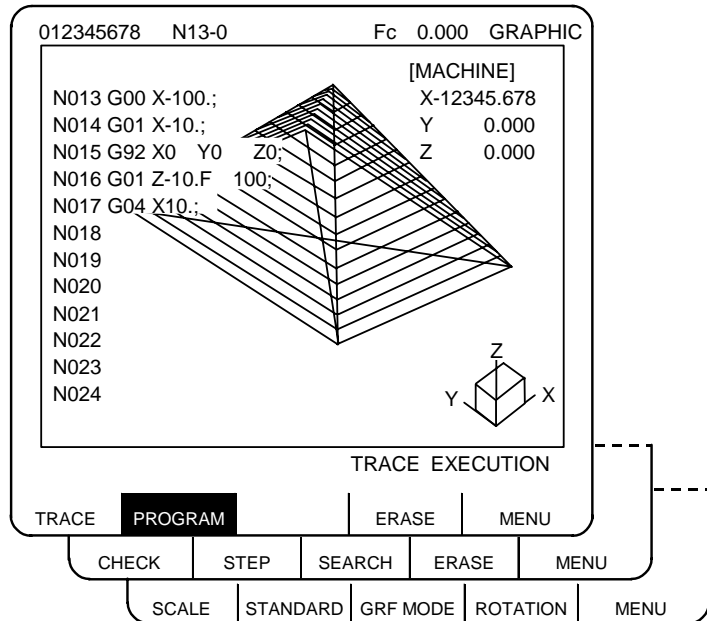 012345678 N13-0 Fc 0.000 GRAPHIC
[MACHINE]
N013 G00 X-100.; X-12345.678
N014 G01 X-10.; Y 0.000
N015 G92 X0 Y0 Z0; Z 0.000
N016 G01 Z-10.F 100;
N017 G04 X10.;
N018
N019
N020
N021
N022
N023
N024
Z
Y X
TRACE EXECUTION
TRACE PROGRAM ERASE MENU
CHECK STEP SEARCH ERASE MENU
SCALE STANDARD GRF MODE ROTATION MENU